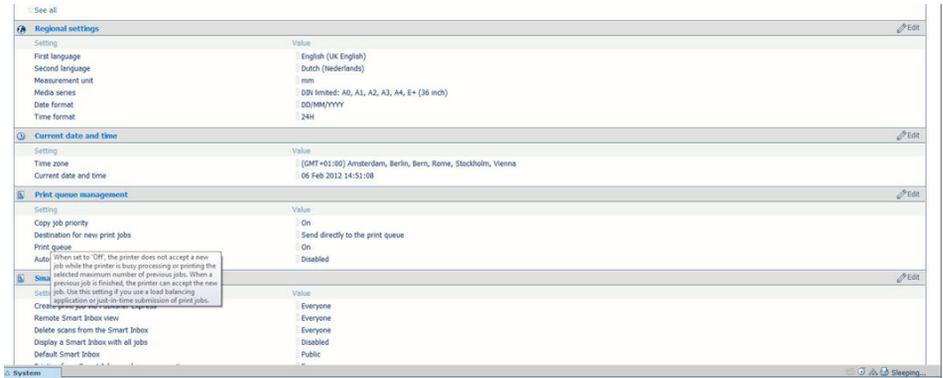 See all
Regional settings Edit
Setting Value
First language English (UK English)
Second language Dutch (Nederlands)
Measurement unit mm
Media series DIN limited: A0, A1, A2, A3, A4, E+ (36 inch)
Date format DD/MM/YYYY
Time format 24H
Current date and time Edit
Setting Value
Time zone (GMT+01:00) Amsterdam, Berlin, Bern, Rome, Stockholm, Vienna
Current date and time 06 Feb 2012 14:51:08
Print queue management Edit
Setting Value
Copy job priority On
Destination for new print jobs Send directly to the print queue
Print queue On
Auto Disabled
When set to 'Off', the printer does not accept a new
job while the printer is busy processing or printing the
selected maximum number of previous jobs. When a
previous job is finished, the printer can accept the new
job. Use this setting if you use a load balancing
application or just-in-time submission of print jobs.
Sma Edit
Setti Value
Create print job via Publisher Express Everyone
Remote Smart Inbox view Everyone
Delete scans from the Smart Inbox Everyone
Display a Smart Inbox with all jobs Disabled
Default Smart Inbox Public
System Sleeping...